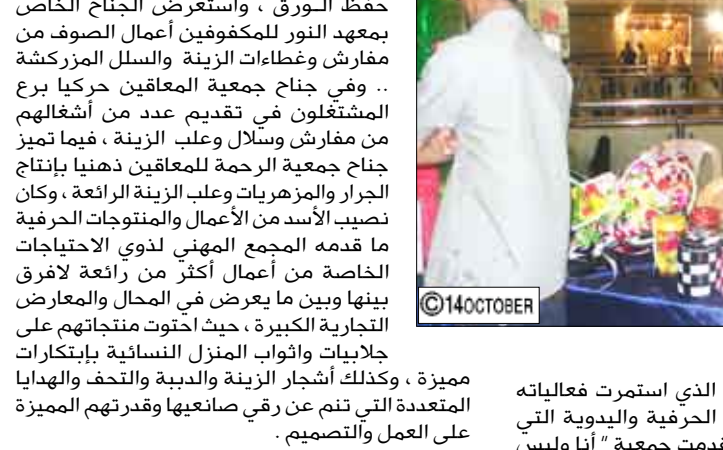 ©14OCTOBER
الذي استمرت فعالياته
الحرفية واليدوية التي
قدمت جمعية " أنا وليس
حفظ الـورق ، واستعرض الجناح الخاص
بمعهد النور للمكفوفين أعمال الصوف من
مفارش وغطاءات الزينة والسلل المزركشة
.. وفي جناح جمعية المعاقين حركيا برع
المشتغلون في تقديم عدد من أشغالهم
من مفارش وسلال وعلب الزينة ، فيما تميز
جناح جمعية الرحمة للمعاقين ذهنيا بإنتاج
الجرار والمزهريات وعلب الزينة الرائعة ، وكان
نصيب الأسد من الأعمال والمنتوجات الحرفية
ما قدمه المجمع المهني لذوي الاحتياجات
الخاصة من أعمال أكثر من رائعة لافرق
بينها وبين ما يعرض في المحال والمعارض
التجارية الكبيرة ، حيث احتوت منتجاتهم على
جلابيات واثواب المنزل النسائية بإبتكارات
مميزة ، وكذلك أشجار الزينة والدببة والتحف والهدايا
المتعددة التي تنم عن رقي صانعيها وقدرتهم المميزة
على العمل والتصميم .